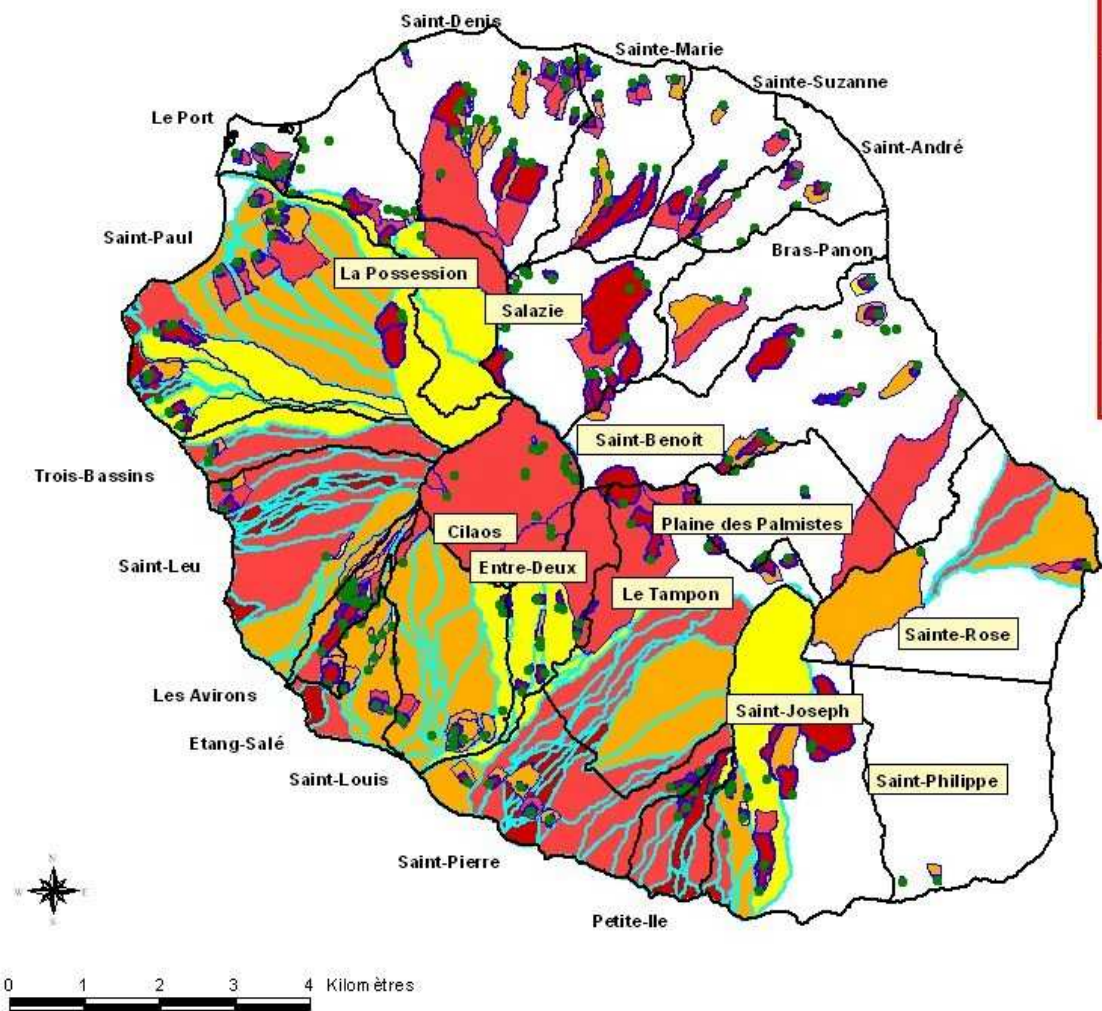 Saint-Denis
Sainte-Marie
Sainte-Suzanne
Le Port
Saint-André
Saint-Paul
Bras-Panon
La Possession
Salazie
Saint-Benoît
Trois-Bassins
Plaine des Palmistes
Cilaos
Saint-Leu
Entre-Deux
Le Tampon
Sainte-Rose
Les Avirons
Saint-Joseph
Etang-Salé
Saint-Louis
Saint-Philippe
Saint-Pierre
N
W E
S
Petite-Ile
0 1 2 3 4 Kilomètres